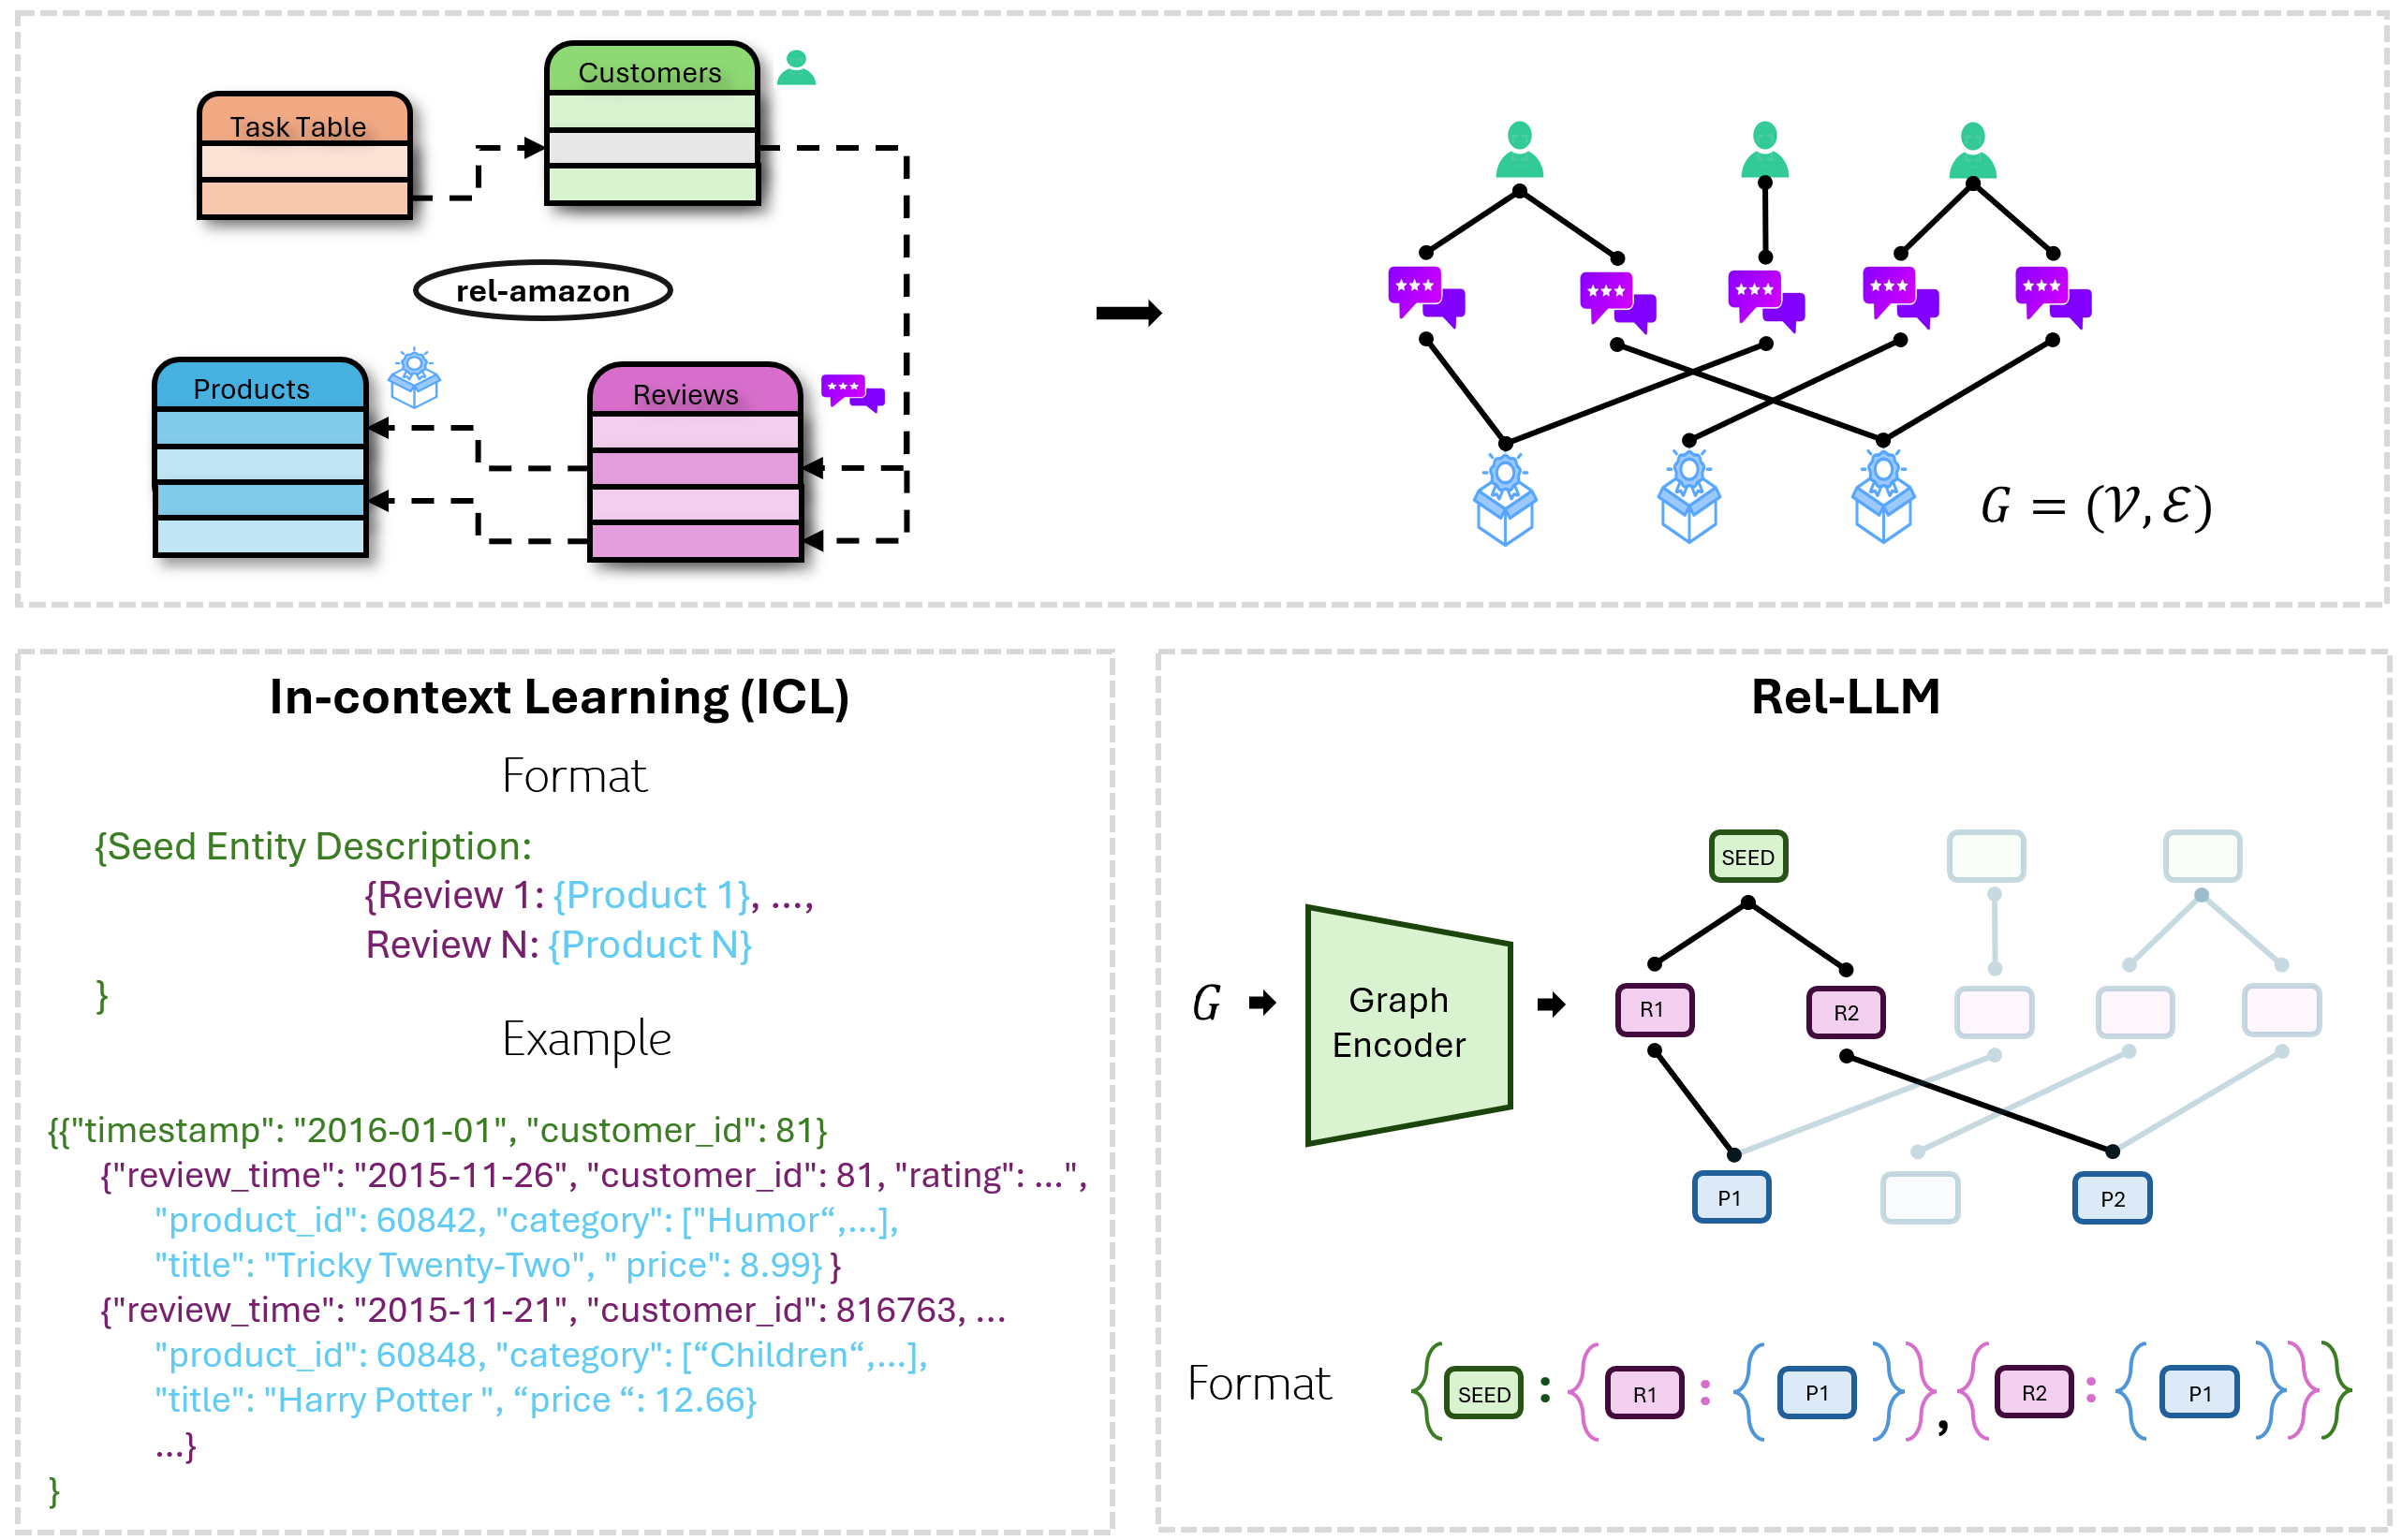 Customers
Task Table
rel-amazon
Products
Reviews
G = (𝒱, ℰ)
In-context Learning (ICL)
Format
{Seed Entity Description:
{Review 1: {Product 1}, ...,
Review N: {Product N}
}
Example
{{"timestamp": "2016-01-01", "customer_id": 81}
{"review_time": "2015-11-26", "customer_id": 81, "rating": ...",
"product_id": 60842, "category": ["Humor“,...],
"title": "Tricky Twenty-Two", " price": 8.99} }
{"review_time": "2015-11-21", "customer_id": 816763, ...
"product_id": 60848, "category": [“Children“,...],
"title": "Harry Potter ", “price “: 12.66}
...}
}
Rel-LLM
SEED
G
Graph
Encoder
R1
R2
P1
P2
Format
{ SEED : { R1 : { P1 } } , { R2 : { P1 } } }